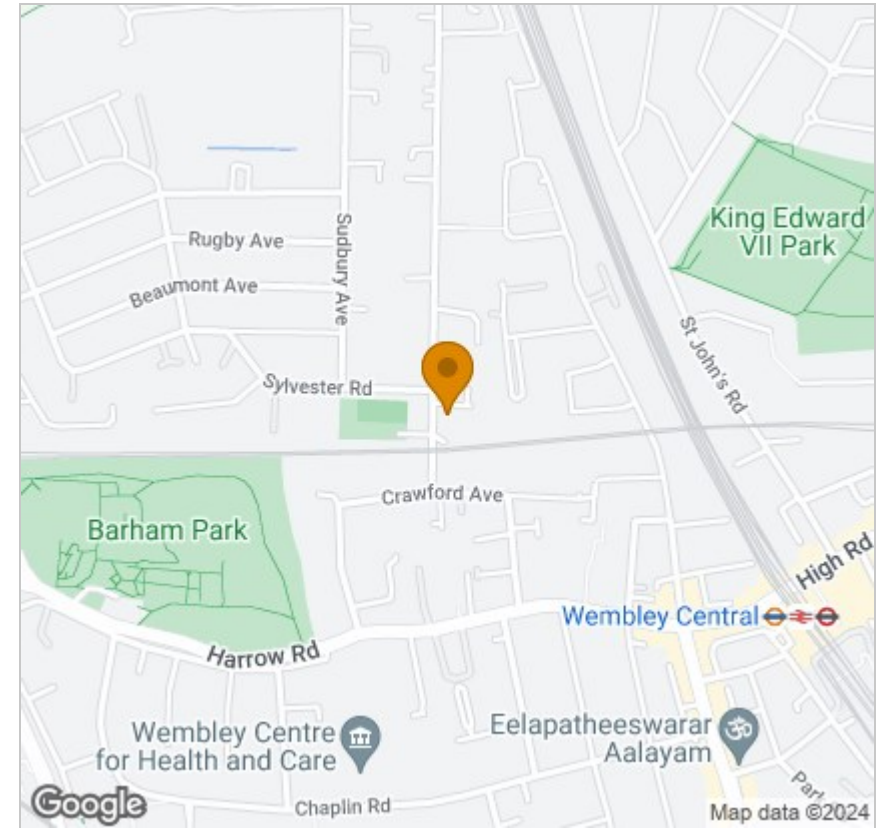 King Edward
VII Park
Rugby Ave
Sudbury Ave
Beaumont Ave
St John's Rd
Sylvester Rd
Crawford Ave
Barham Park
High Rd
Wembley Central
Harrow Rd
Wembley Centre
for Health and Care
Eelapatheeswarar
Aalayam
Chaplin Rd
Google
Map data ©2024